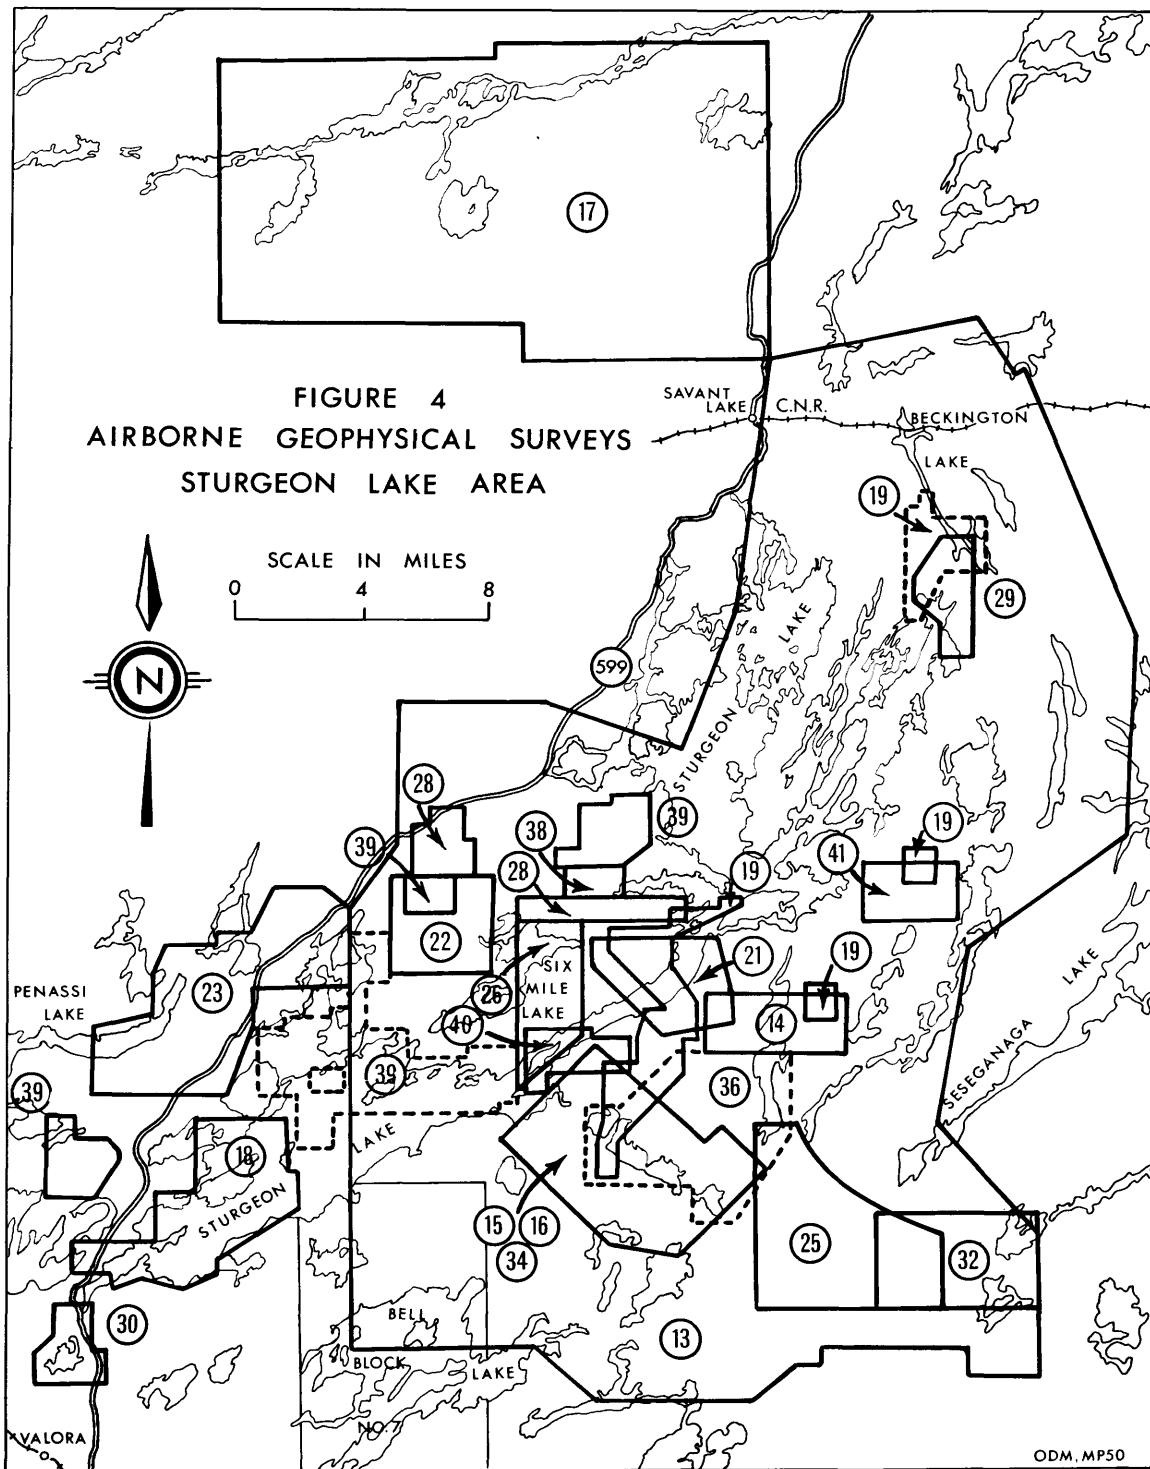 17
FIGURE 4
AIRBORNE GEOPHYSICAL SURVEYS
STURGEON LAKE AREA
SAVANT
LAKE
C.N.R.
BECKINGTON
LAKE
SCALE IN MILES
0 4 8
N
19
29
599
STURGEON LAKE
28
39
38
39
28
19
41
19
22
21
19
23
PENASSI
LAKE
26
SIX
MILE
LAKE
40
14
39
36
39
SESEGANAGA LAKE
18
STURGEON LAKE
15 16
34
25
32
30
BELL
13
BLOCK
LAKE
NO. 7
VALORA
ODM, MP50